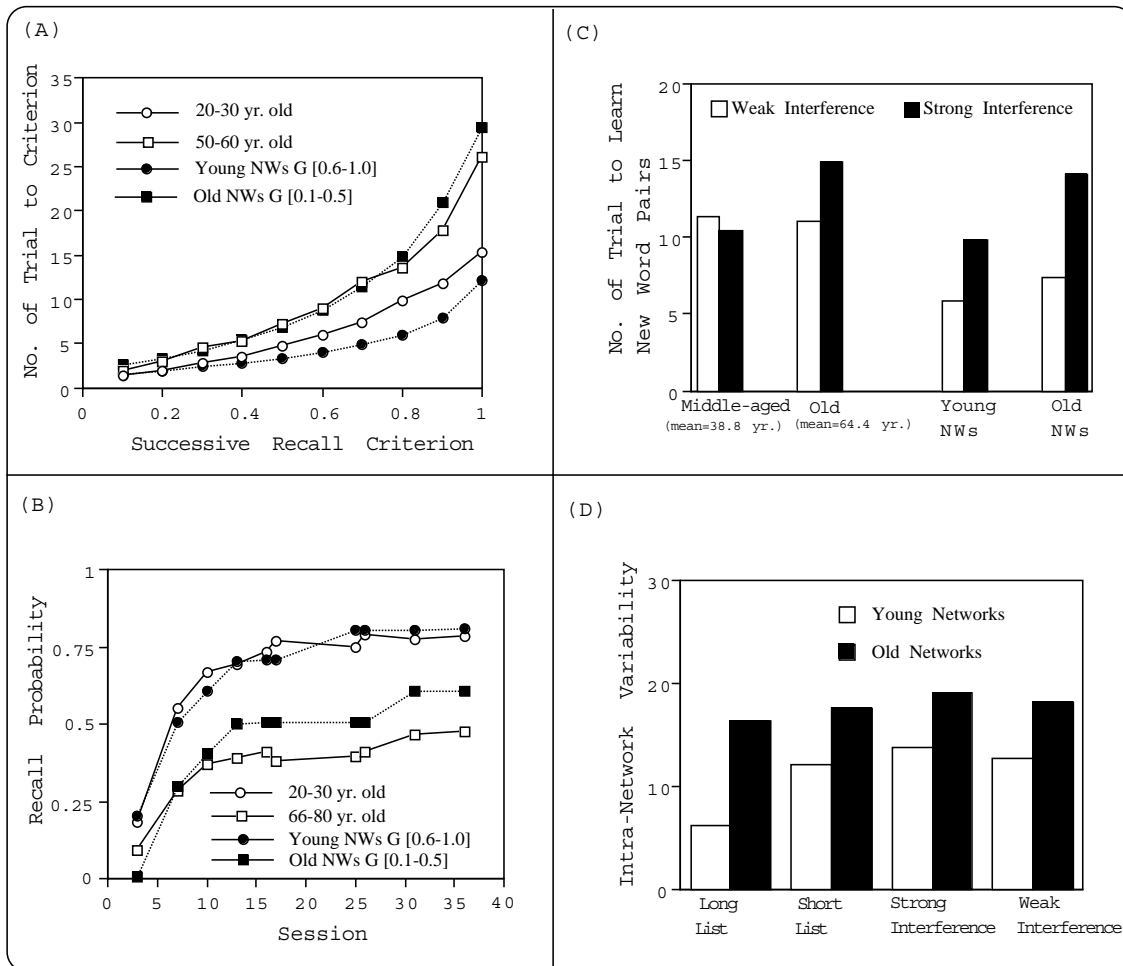 (A)
No. of Trial to Criterion
35
30
25
20
15
10
5
0
20-30 yr. old
50-60 yr. old
Young NWs G [0.6-1.0]
Old NWs G [0.1-0.5]
0 0.2 0.4 0.6 0.8 1
Successive Recall Criterion
(C)
No. of Trial to Learn
New Word Pairs
20
15
10
5
0
Weak Interference Strong Interference
Middle-aged Old Young Old
(mean=38.8 yr.) (mean=64.4 yr.) NWs NWs
(B)
Recall Probability
1
0.75
0.5
0.25
0
20-30 yr. old
66-80 yr. old
Young NWs G [0.6-1.0]
Old NWs G [0.1-0.5]
0 5 10 15 20 25 30 35 40
Session
(D)
Intra-Network Variability
30
20
10
0
Young Networks
Old Networks
Long Short Strong Weak
List List Interference Interference